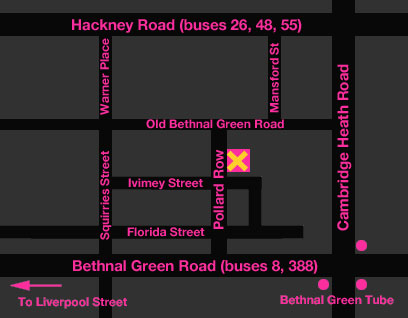 Hackney Road (buses 26, 48, 55)
Warner Place
Mansford St
Cambridge Heath Road
Old Bethnal Green Road
Squirries Street
Pollard Row
Ivimey Street
Florida Street
Bethnal Green Road (buses 8, 388)
To Liverpool Street
Bethnal Green Tube